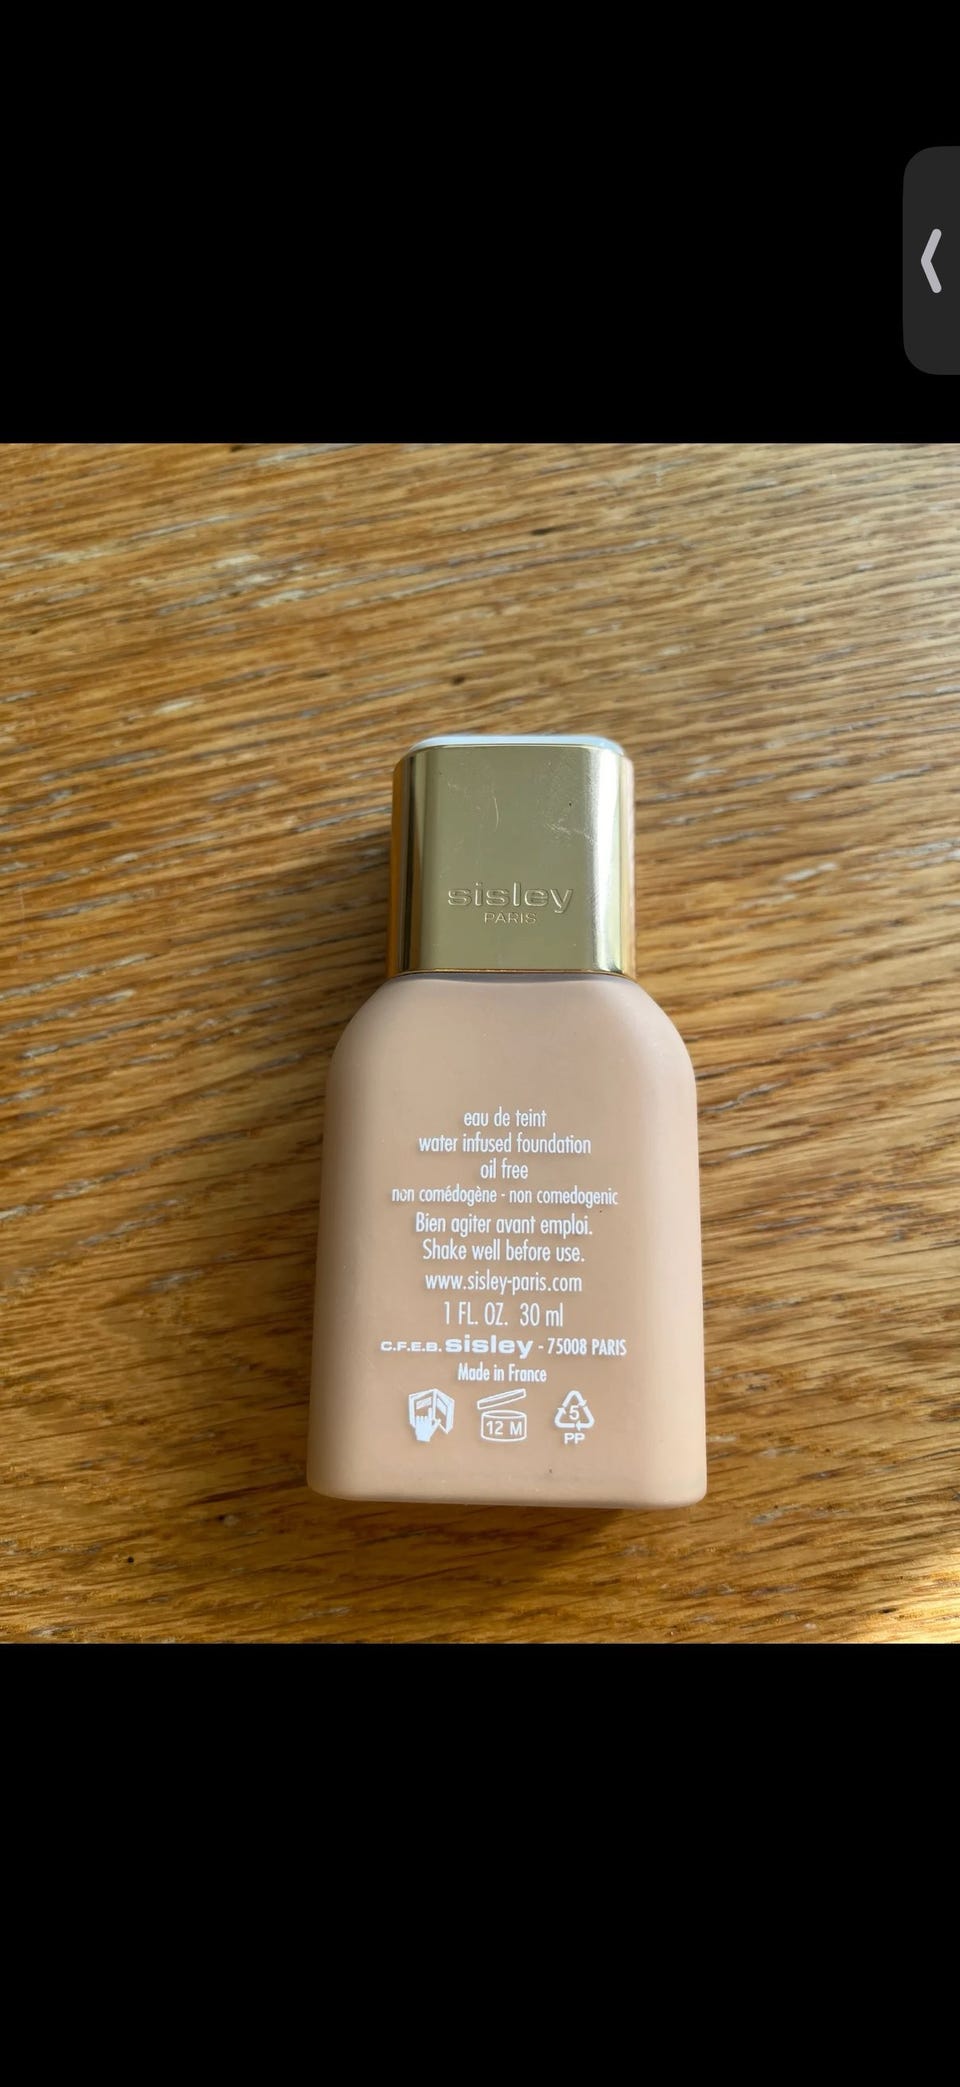 sisley
PARIS
eau de teint
water infused foundation
oil free
non comédogène - non comedogenic
Bien agiter avant emploi.
Shake well before use.
www.sisley-paris.com
1 FL. OZ. 30 ml
C.F.E.B. sisley - 75008 PARIS
Made in France
12 M
5
PP